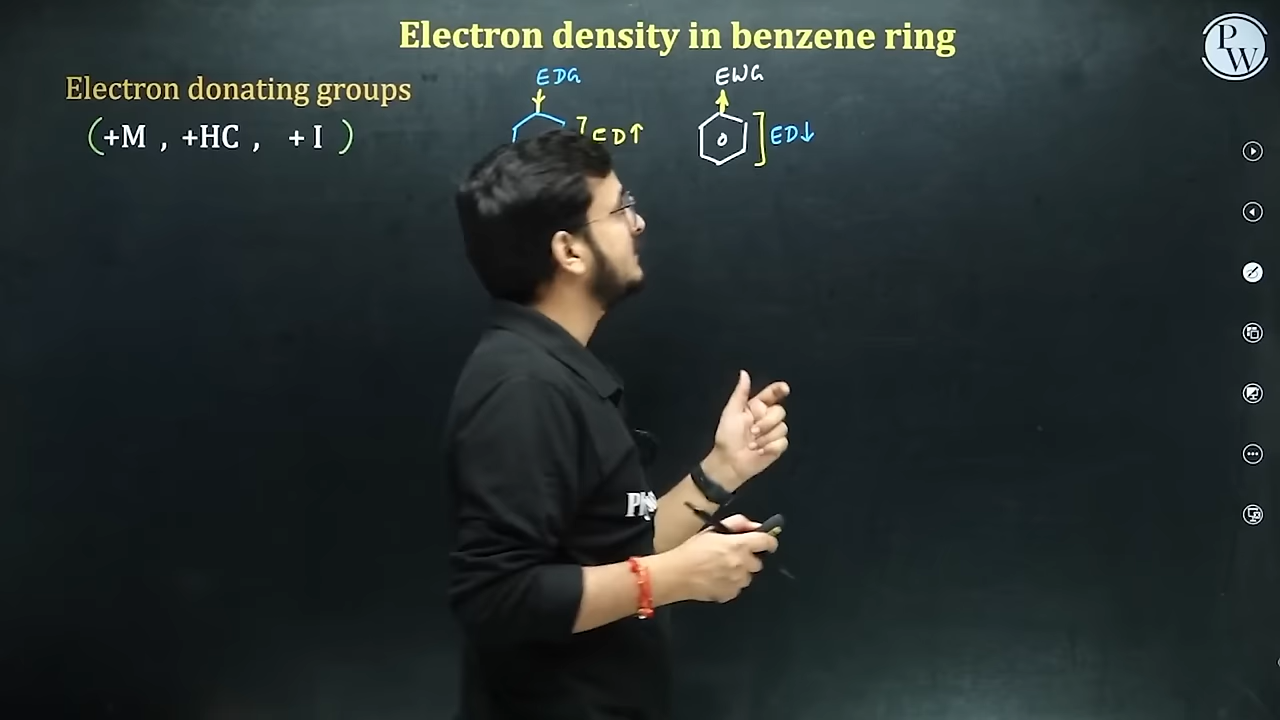 Electron density in benzene ring
PW
Electron donating groups
EDG
EWG
(+M , +HC , + I )
ED↑
ED↓